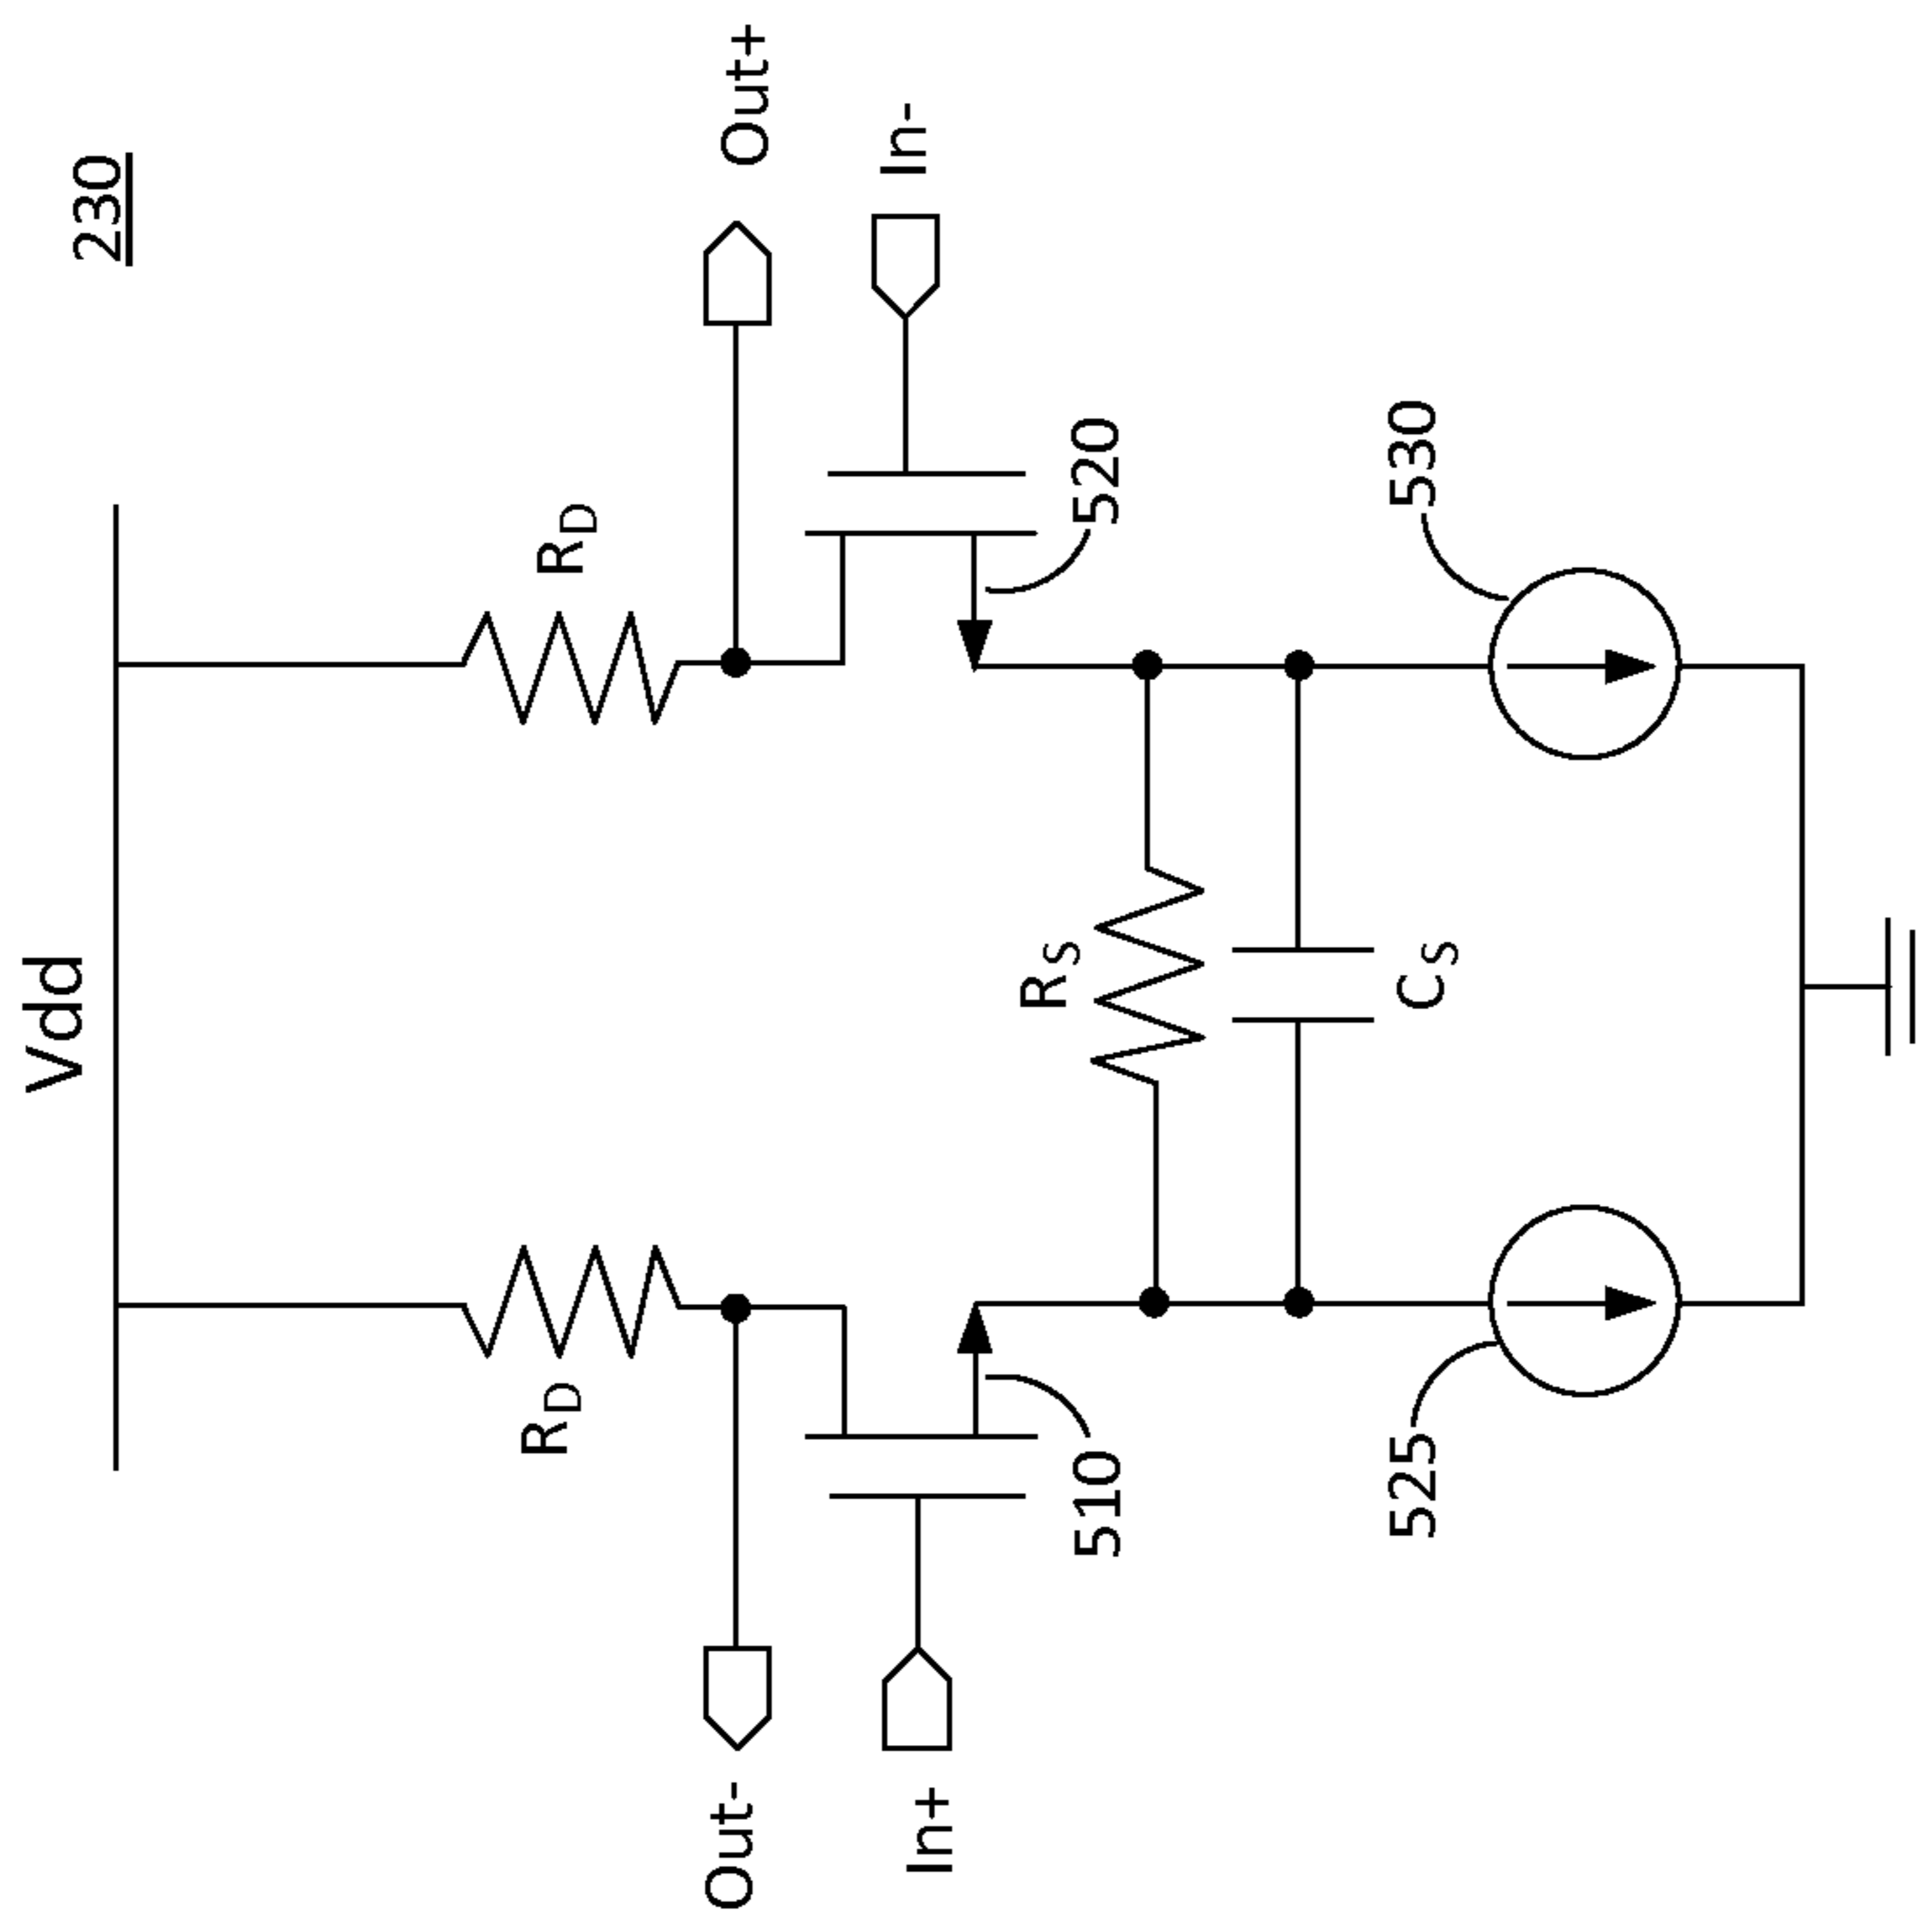 230
Vdd
R_D
R_D
Out-
Out+
In+
In-
510
520
R_S
C_S
525
530